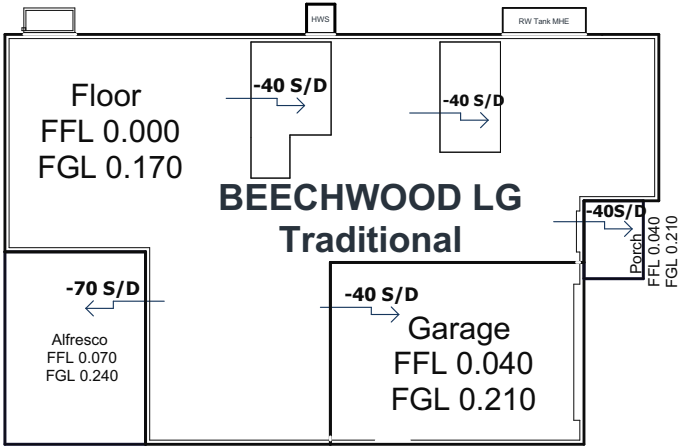 HWS
RW Tank MHE
Floor
FFL 0.000
FGL 0.170
-40 S/D
-40 S/D
BEECHWOOD LG
Traditional
-40S/D
Porch
FFL 0.040
FGL 0.210
-70 S/D
Alfresco
FFL 0.070
FGL 0.240
-40 S/D
Garage
FFL 0.040
FGL 0.210